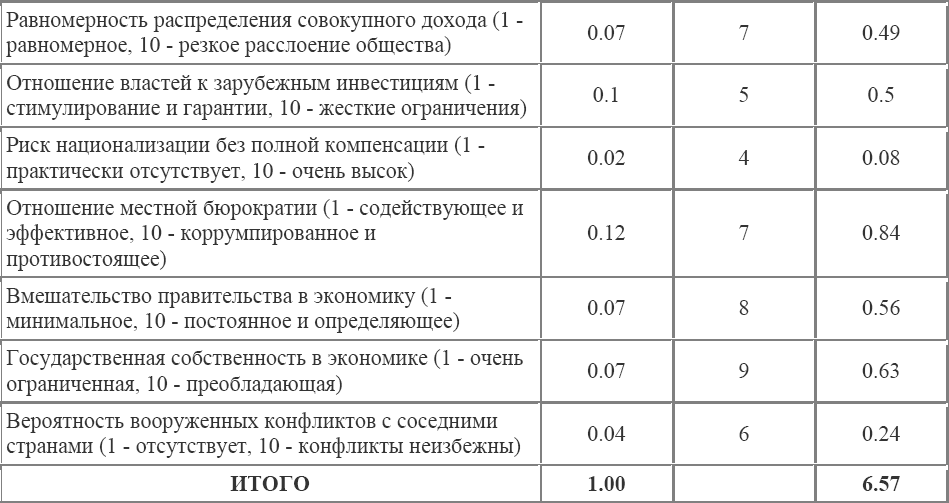 Равномерность распределения совокупного дохода (1 -
равномерное, 10 - резкое расслоение общества)
0.07
7
0.49
Отношение властей к зарубежным инвестициям (1 -
стимулирование и гарантии, 10 - жесткие ограничения)
0.1
5
0.5
Риск национализации без полной компенсации (1 -
практически отсутствует, 10 - очень высок)
0.02
4
0.08
Отношение местной бюрократии (1 - содействующее и
эффективное, 10 - коррумпированное и
противостоящее)
0.12
7
0.84
Вмешательство правительства в экономику (1 -
минимальное, 10 - постоянное и определяющее)
0.07
8
0.56
Государственная собственность в экономике (1 - очень
ограниченная, 10 - преобладающая)
0.07
9
0.63
Вероятность вооруженных конфликтов с соседними
странами (1 - отсутствует, 10 - конфликты неизбежны)
0.04
6
0.24
ИТОГО
1.00
6.57